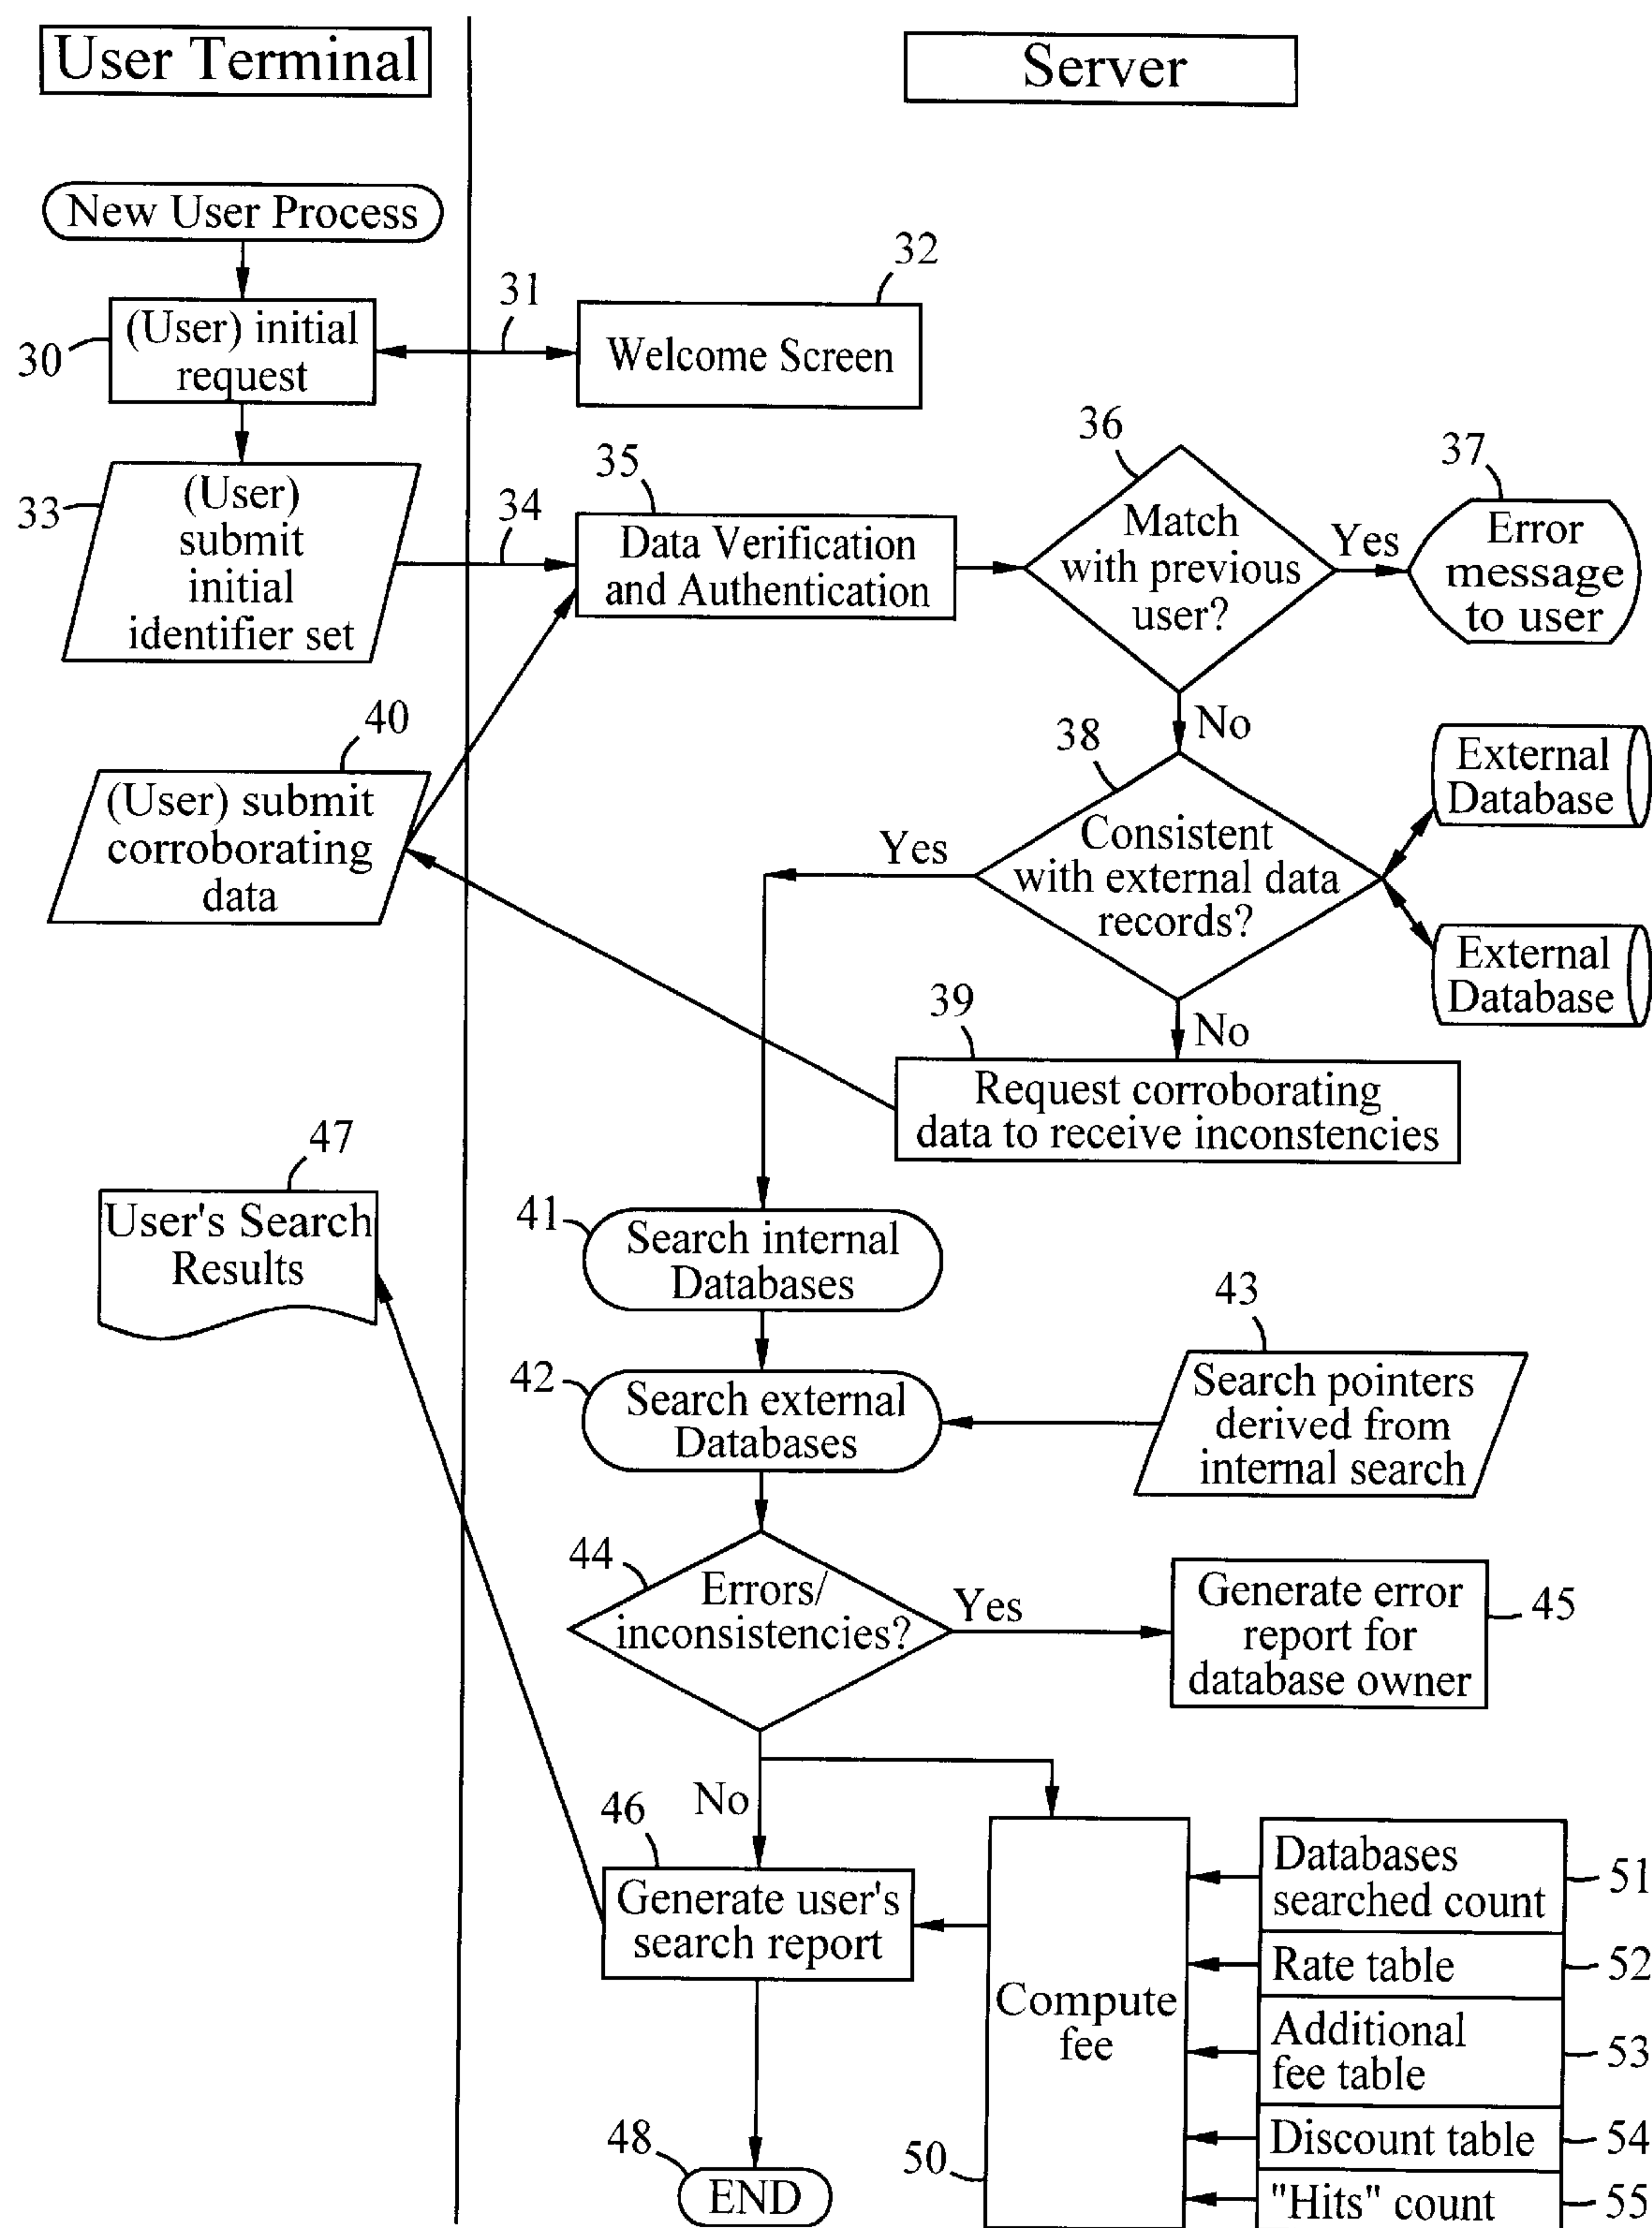 User Terminal
Server
New User Process
32
31
(User) initial
request
30
Welcome Screen
36
37
35
33
(User)
submit
initial
identifier set
34
Data Verification
and Authentication
Match
with previous
user?
Yes
Error
message
to user
No
40
38
(User) submit
corroborating
data
Yes
Consistent
with external data
records?
External
Database
External
Database
39
No
Request corroborating
data to receive inconstencies
47
User's Search
Results
41
Search internal
Databases
43
42
Search external
Databases
Search pointers
derived from
internal search
44
Errors/
inconsistencies?
Yes
Generate error
report for
database owner
45
No
46
Generate user's
search report
Compute
fee
Databases
searched count
51
Rate table
52
Additional
fee table
53
Discount table
54
"Hits" count
55
50
48
END